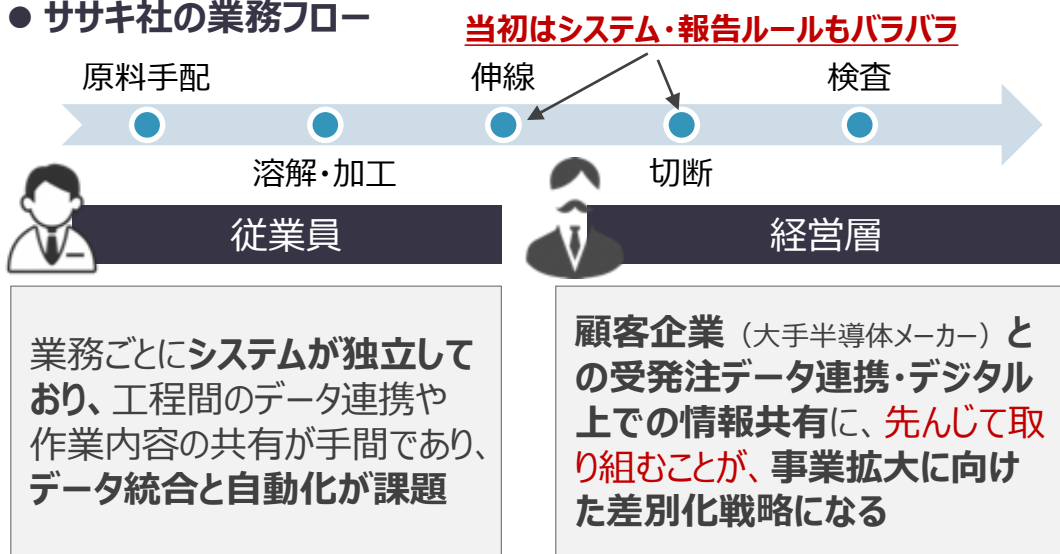 ● ササキ社の業務フロー
当初はシステム・報告ルールもバラバラ
原料手配
伸線
検査
溶解・加工
切断
従業員
業務ごとにシステムが独立して
おり、工程間のデータ連携や
作業内容の共有が手間であり、
データ統合と自動化が課題
経営層
顧客企業（大手半導体メーカー）と
の受発注データ連携・デジタル
上での情報共有に、先んじて取
り組むことが、事業拡大に向け
た差別化戦略になる